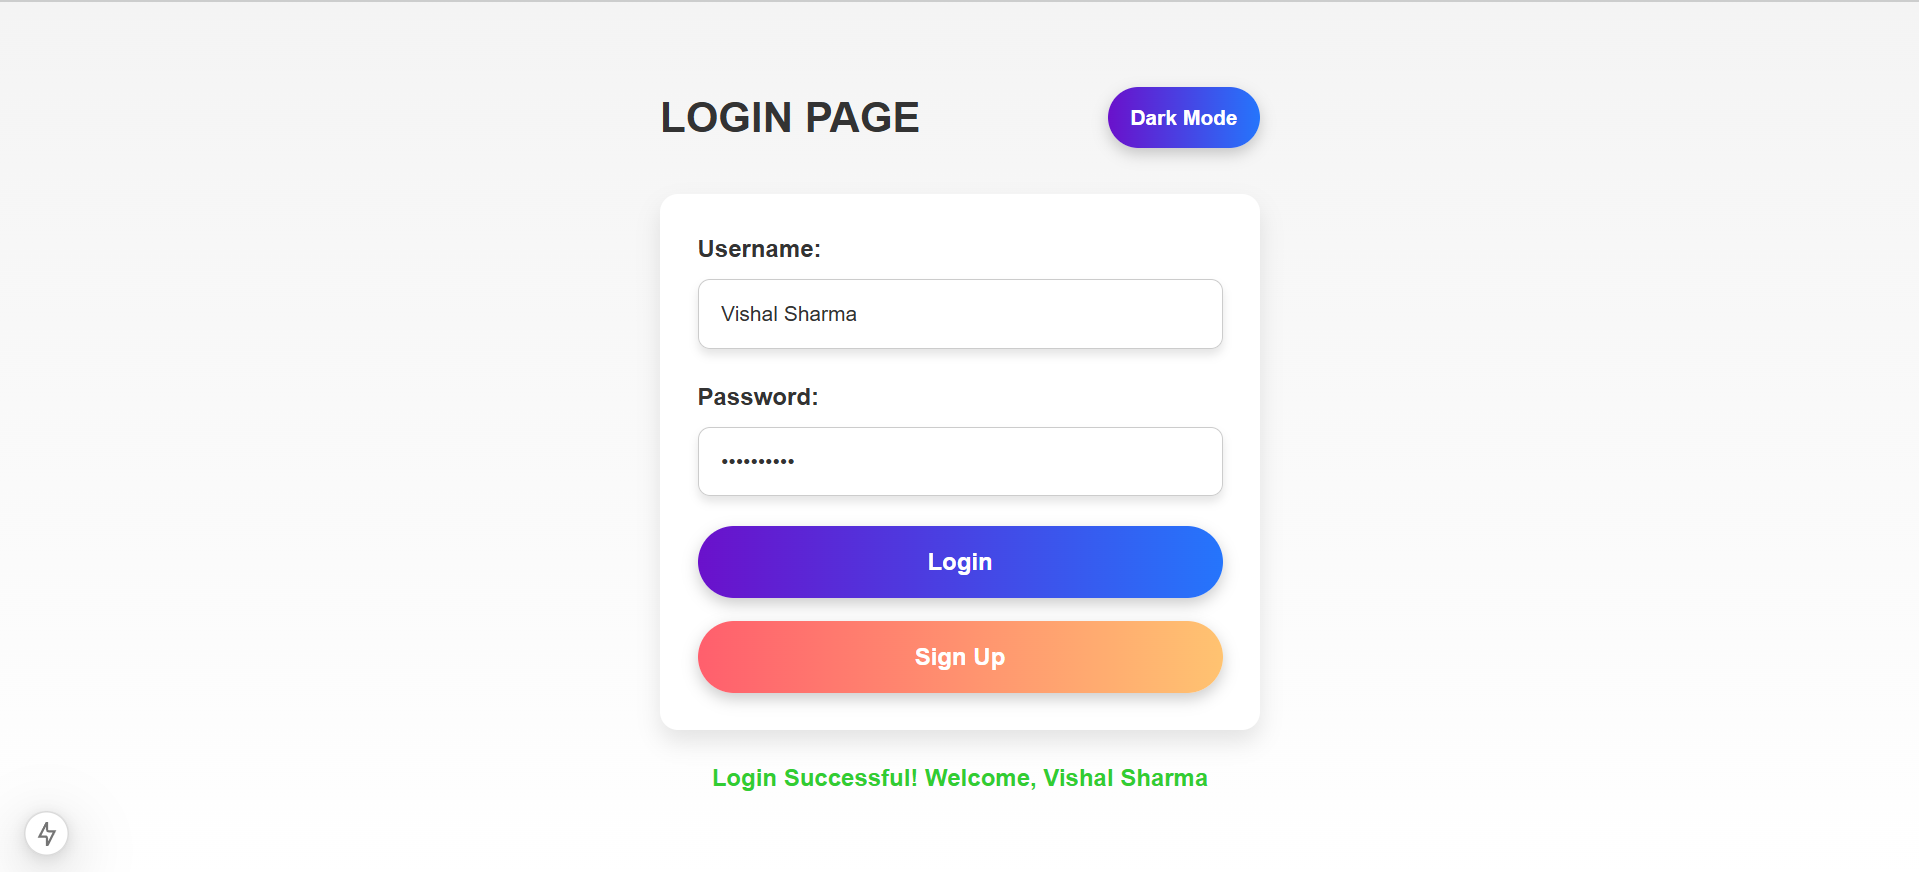 LOGIN PAGE
Dark Mode
Username:
Vishal Sharma
Password:
••••••••••
Login
Sign Up
Login Successful! Welcome, Vishal Sharma